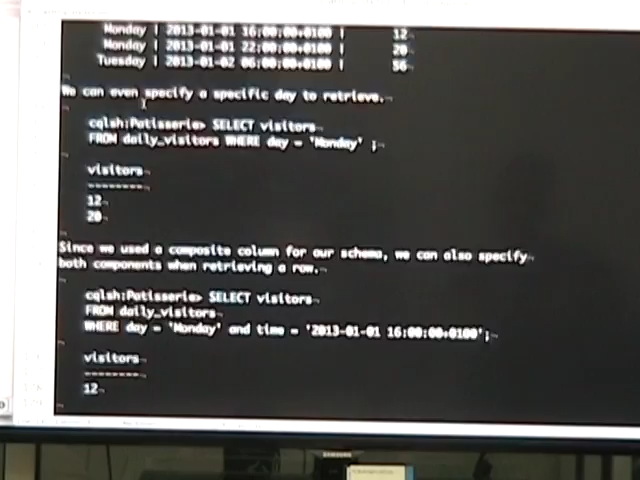 Monday | 2013-01-01 16:00:00+0100 | 12
Monday | 2013-01-01 22:00:00+0100 | 20
Tuesday | 2013-01-02 06:00:00+0100 | 56
We can even specify a specific day to retrieve.
cqlsh:Patisserie> SELECT visitors
FROM daily_visitors WHERE day = 'Monday' ;
visitors
----------
12
20
Since we used a composite column for our schema, we can also specify
both components when retrieving a row.
cqlsh:Patisserie> SELECT visitors
FROM daily_visitors
WHERE day = 'Monday' and time = '2013-01-01 16:00:00+0100';
visitors
----------
12
SAMSUNG